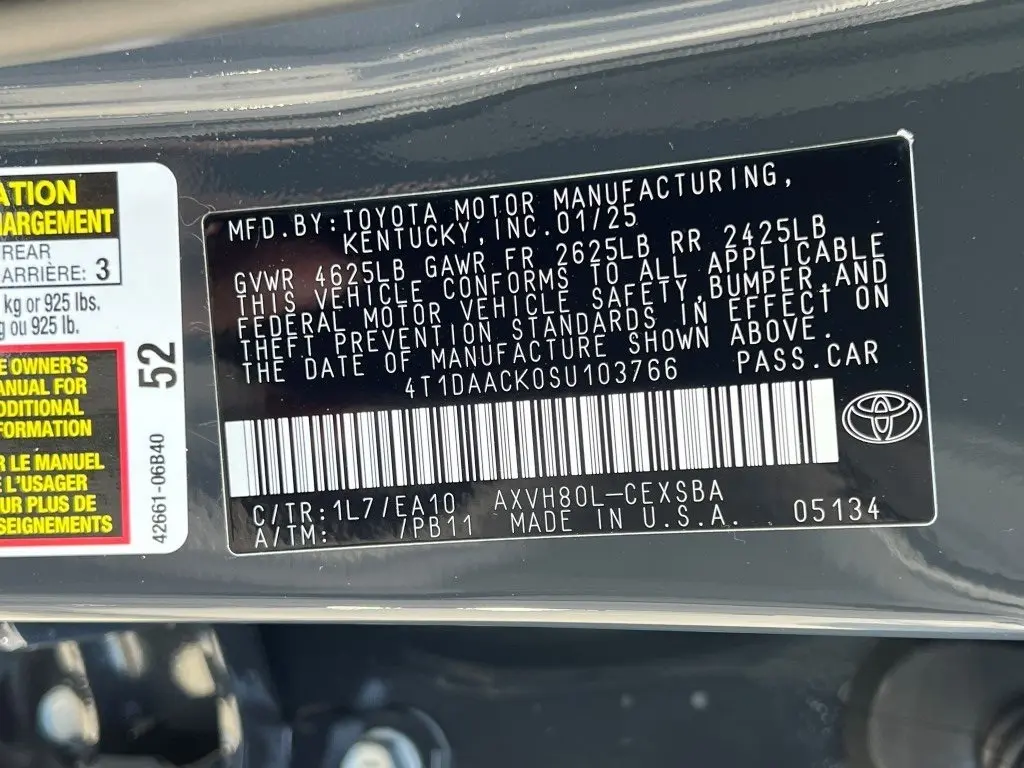 ATION
HARGEMENT
REAR
ARRIÈRE: 3
kg or 925 lbs.
ou 925 lb.
E OWNER'S
ANUAL FOR
DDITIONAL
FORMATION
R LE MANUEL
E L'USAGER
UR PLUS DE
SEIGNEMENTS
52
42661-06B40
MFD.BY:TOYOTA MOTOR MANUFACTURING,
KENTUCKY,INC.01/25
GVWR 4625LB GAWR FR 2625LB RR 2425LB
THIS VEHICLE CONFORMS TO ALL APPLICABLE
FEDERAL MOTOR VEHICLE SAFETY,BUMPER,AND
THEFT PREVENTION STANDARDS IN EFFECT ON
THE DATE OF MANUFACTURE SHOWN ABOVE.
4T1DAACK0SU103766 PASS.CAR
C/TR:1L7/EA10 AXVH80L-CEXSBA
A/TM: /PB11 MADE IN U.S.A. 05134